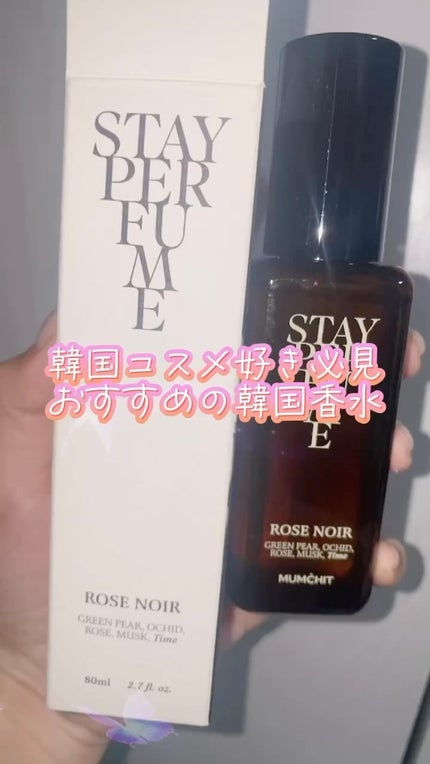 STAY
PER
FU
M
E
ROSE NOIR
GREEN PEAR, OCHID,
ROSE, MUSK, Time
80ml 2.7 fl. oz.
韓国コスメ好き必見
おすすめの韓国香水
STAY
E
ROSE NOIR
GREEN PEAR, OCHID,
ROSE, MUSK, Time
MUMCHIT